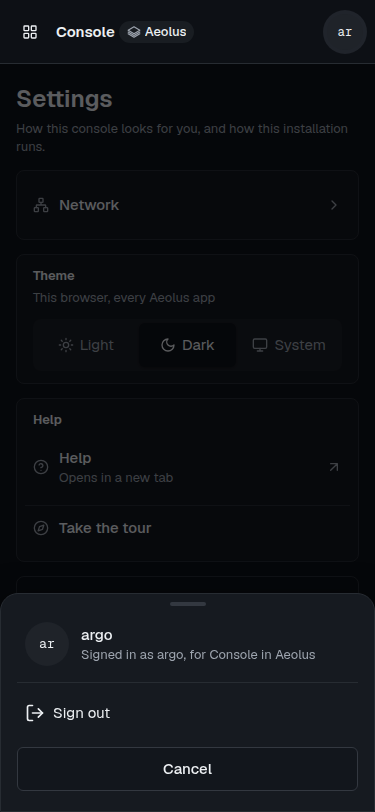 Console Aeolus ar
Settings
How this console looks for you, and how this installation
runs.
Network
Theme
This browser, every Aeolus app
Light Dark System
Help
Help
Opens in a new tab
Take the tour
ar argo
Signed in as argo, for Console in Aeolus
Sign out
Cancel